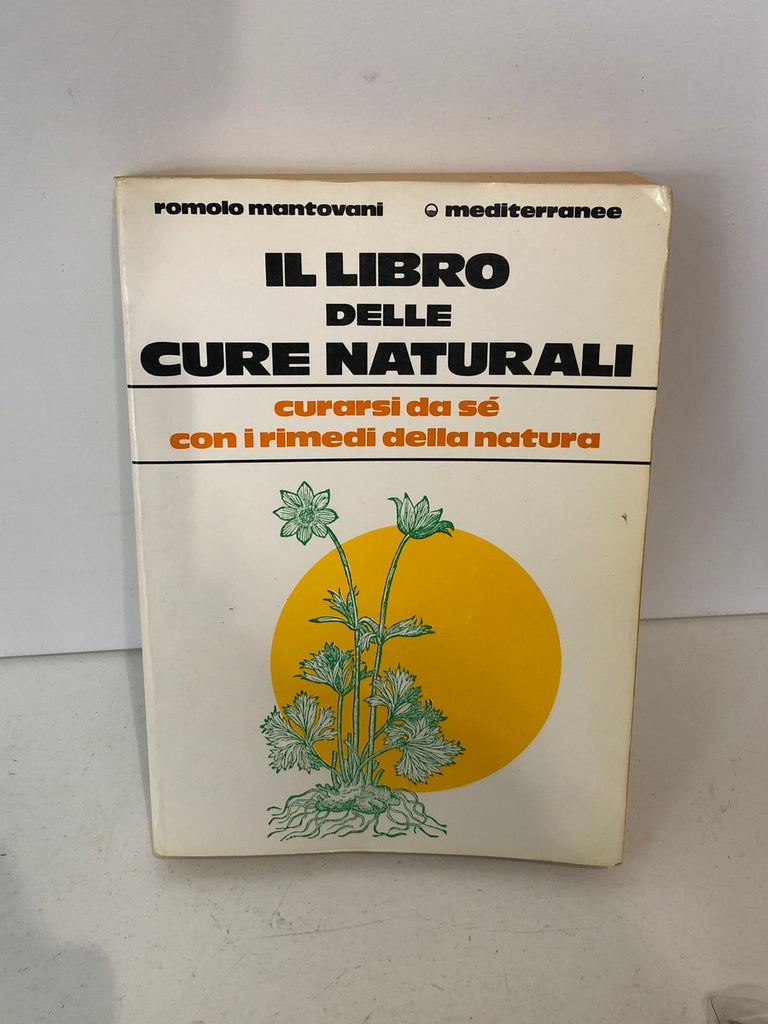 romolo mantovani mediterranee
IL LIBRO
DELLE
CURE NATURALI
curarsi da sé
con i rimedi della natura